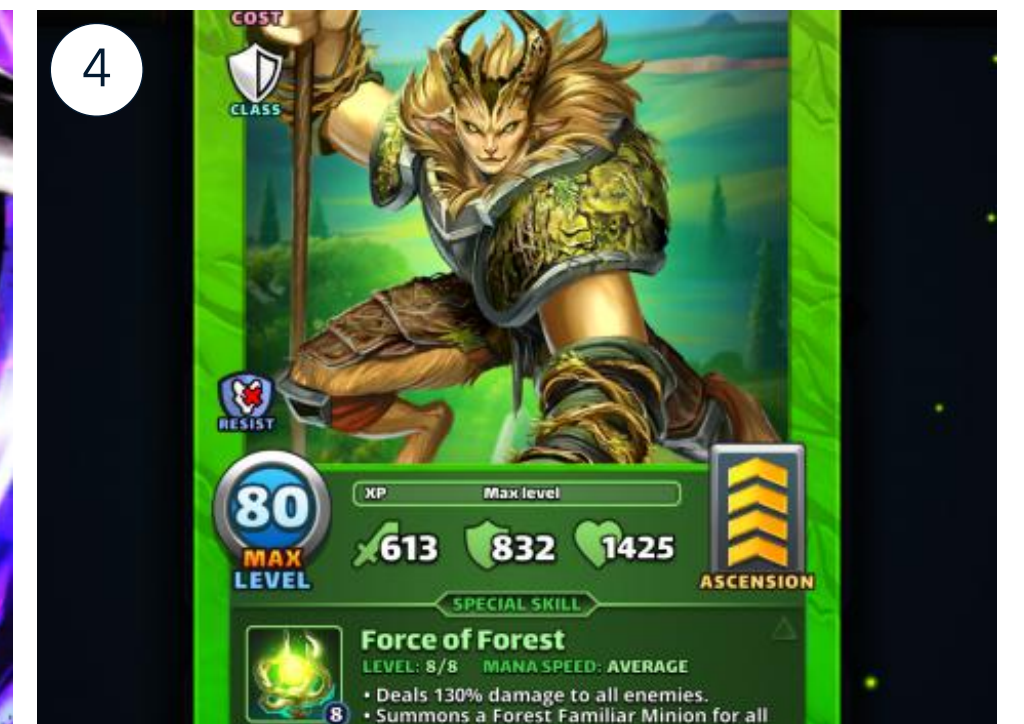 4
COST
CLASS
RESIST
80
MAX
LEVEL
XP Max level
613 832 1425
ASCENSION
SPECIAL SKILL
Force of Forest
LEVEL: 8/8 MANA SPEED: AVERAGE
• Deals 130% damage to all enemies.
• Summons a Forest Familiar Minion for all
8